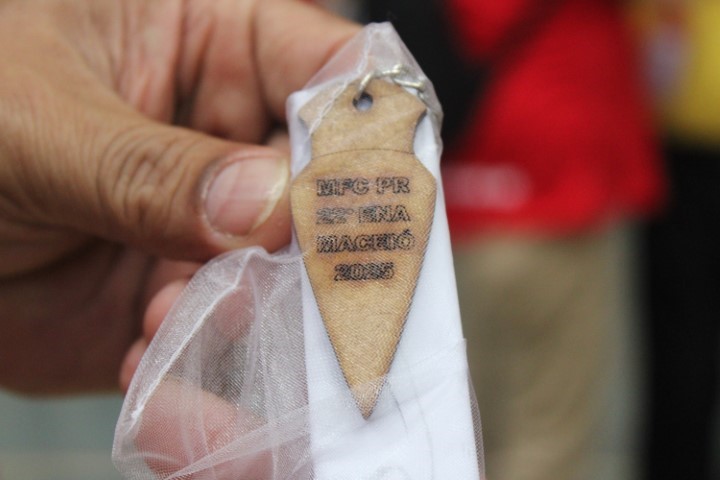 MFC PR
22º ENA
MACEIÓ
2025